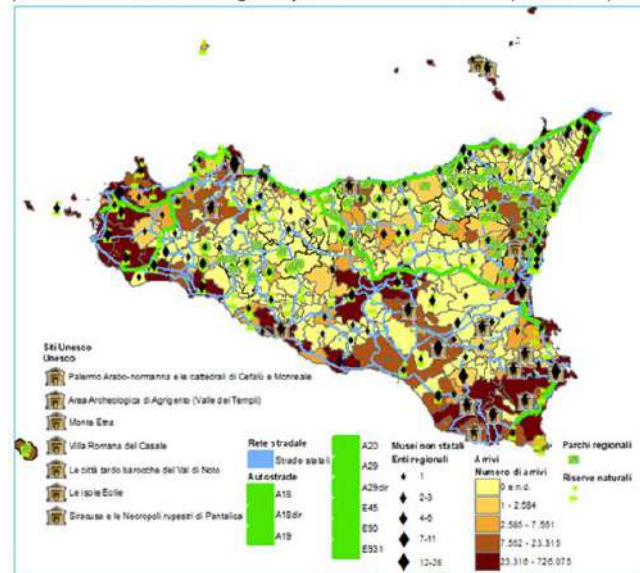 Siti Unesco
Unesco
Palermo Arabo-normanna e le cattedrali di Cefalù e Monreale
Area Archeologica di Agrigento (Valle dei Templi)
Monte Etna
Villa Romana del Casale
Le città tardo barocche del Val di Noto
Le Isole Eolie
Siracusa e le Necropoli rupestri di Pantalica
Rete stradale
Strade statali
Autostrade
A18
A18dir
A19
A20
A29
A29dir
E45
E90
E931
Musei non statali
Enti regionali
1
2-3
4-6
7-11
12-26
Arrivi
Numero di arrivi
0 e n.d.
1 - 2.584
2.585 - 7.551
7.552 - 23.315
23.316 - 726.075
Parchi regionali
Riserve naturali